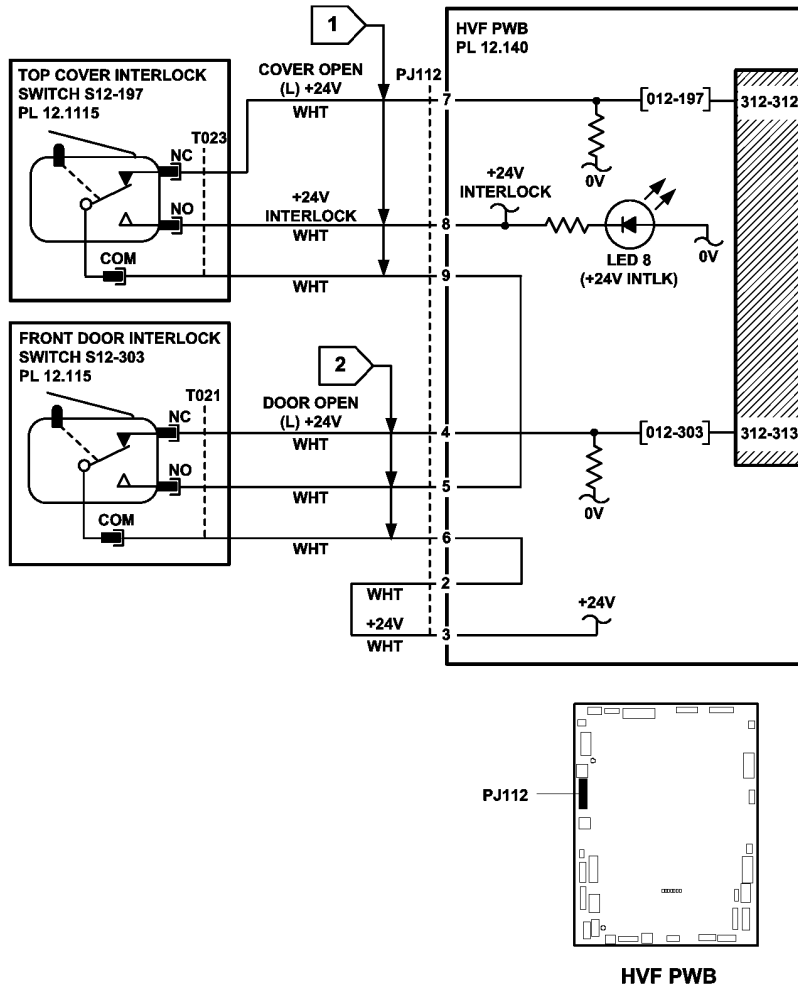 1
HVF PWB
PL 12.140
TOP COVER INTERLOCK
SWITCH S12-197
PL 12.1115
COVER OPEN
(L) +24V
WHT
PJ112
7
[012-197]
312-312
T023
NC
0V
+24V
INTERLOCK
NO
+24V
INTERLOCK
WHT
8
LED 8
(+24V INTLK)
0V
COM
WHT
9
FRONT DOOR INTERLOCK
SWITCH S12-303
PL 12.115
2
T021
DOOR OPEN
(L) +24V
WHT
NC
4
[012-303]
312-313
NO
WHT
5
0V
COM
WHT
6
WHT
2
+24V
WHT
3
+24V
PJ112
HVF PWB